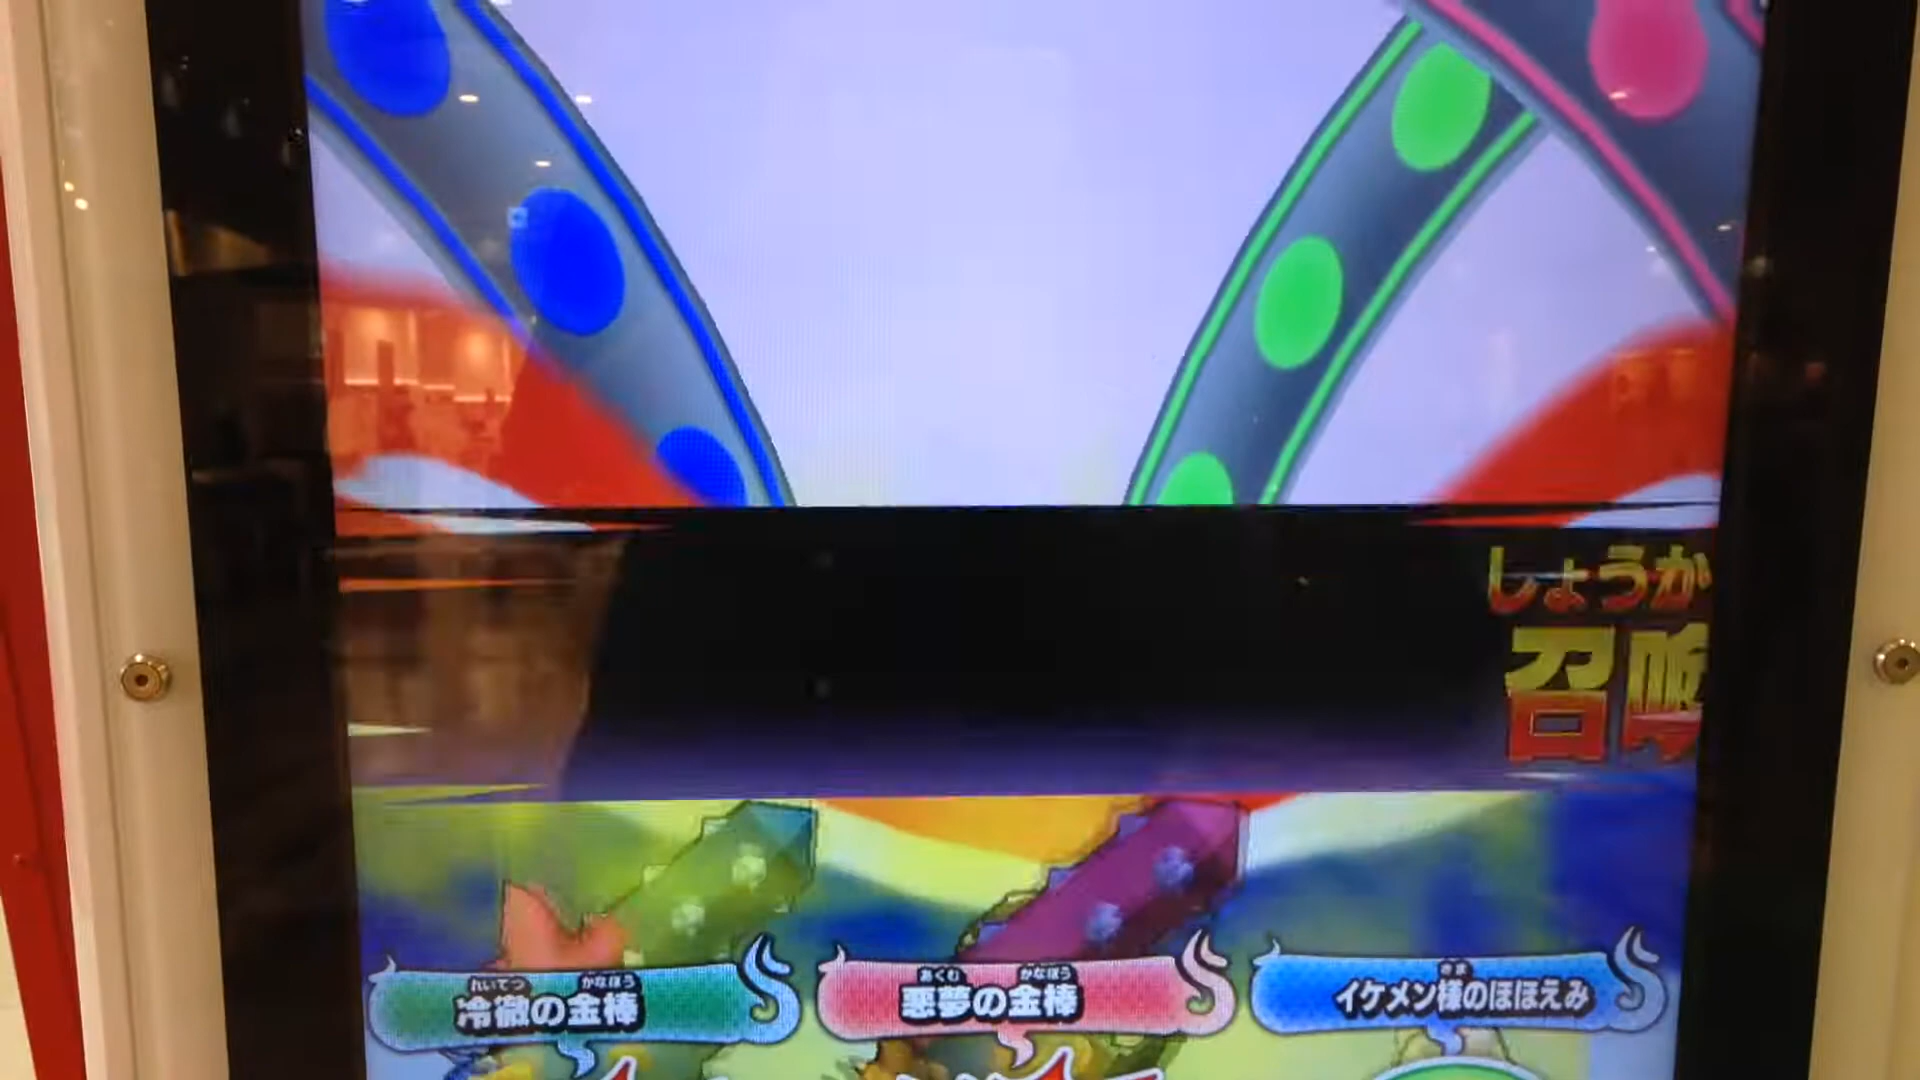 しょうか
召喚
れいてつ かなぼう
冷徹の金棒
あくむ かなぼう
悪夢の金棒
さま
イケメン様のほほえみ